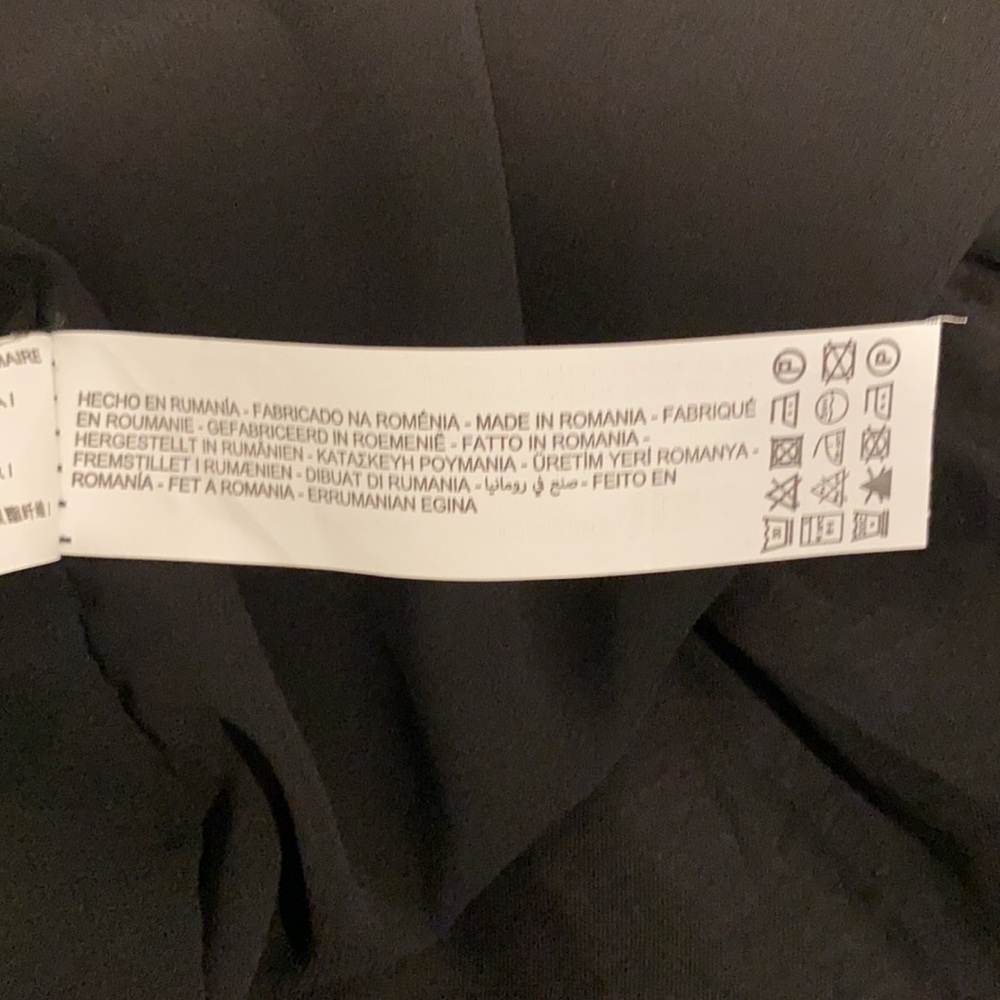 HECHO EN RUMANÍA - FABRICADO NA ROMÉNIA - MADE IN ROMANIA - FABRIQUÉ
EN ROUMANIE - GEFABRICEERD IN ROEMENIË - FATTO IN ROMANIA -
HERGESTELLT IN RUMÄNIEN - ΚΑΤΑΣΚΕΥΗ ΡΟΥΜΑΝΙΑ - ÜRETİM YERİ ROMANYA -
FREMSTILLET I RUMÆNIEN - DIBUAT DI RUMANIA - صنع في رومانيا - FEITO EN
ROMANÍA - FET A ROMANIA - ERRUMANIAN EGINA